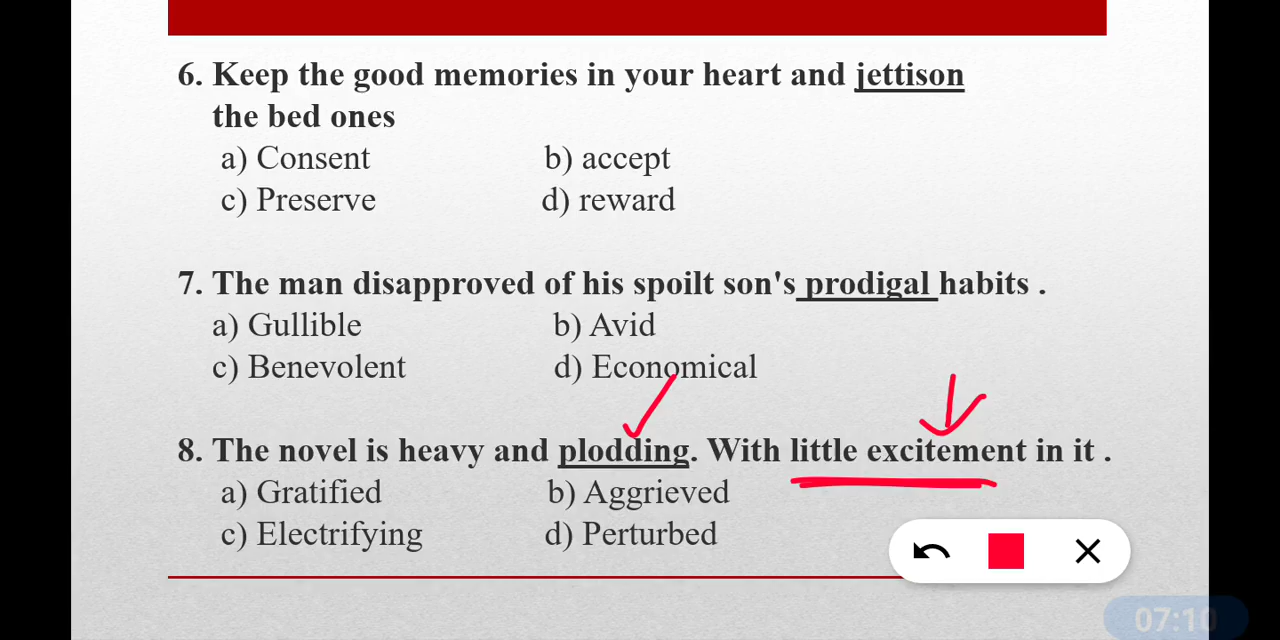 6. Keep the good memories in your heart and jettison
the bed ones
a) Consent b) accept
c) Preserve d) reward
7. The man disapproved of his spoilt son's prodigal habits .
a) Gullible b) Avid
c) Benevolent d) Economical
8. The novel is heavy and plodding. With little excitement in it .
a) Gratified b) Aggrieved
c) Electrifying d) Perturbed
07:10